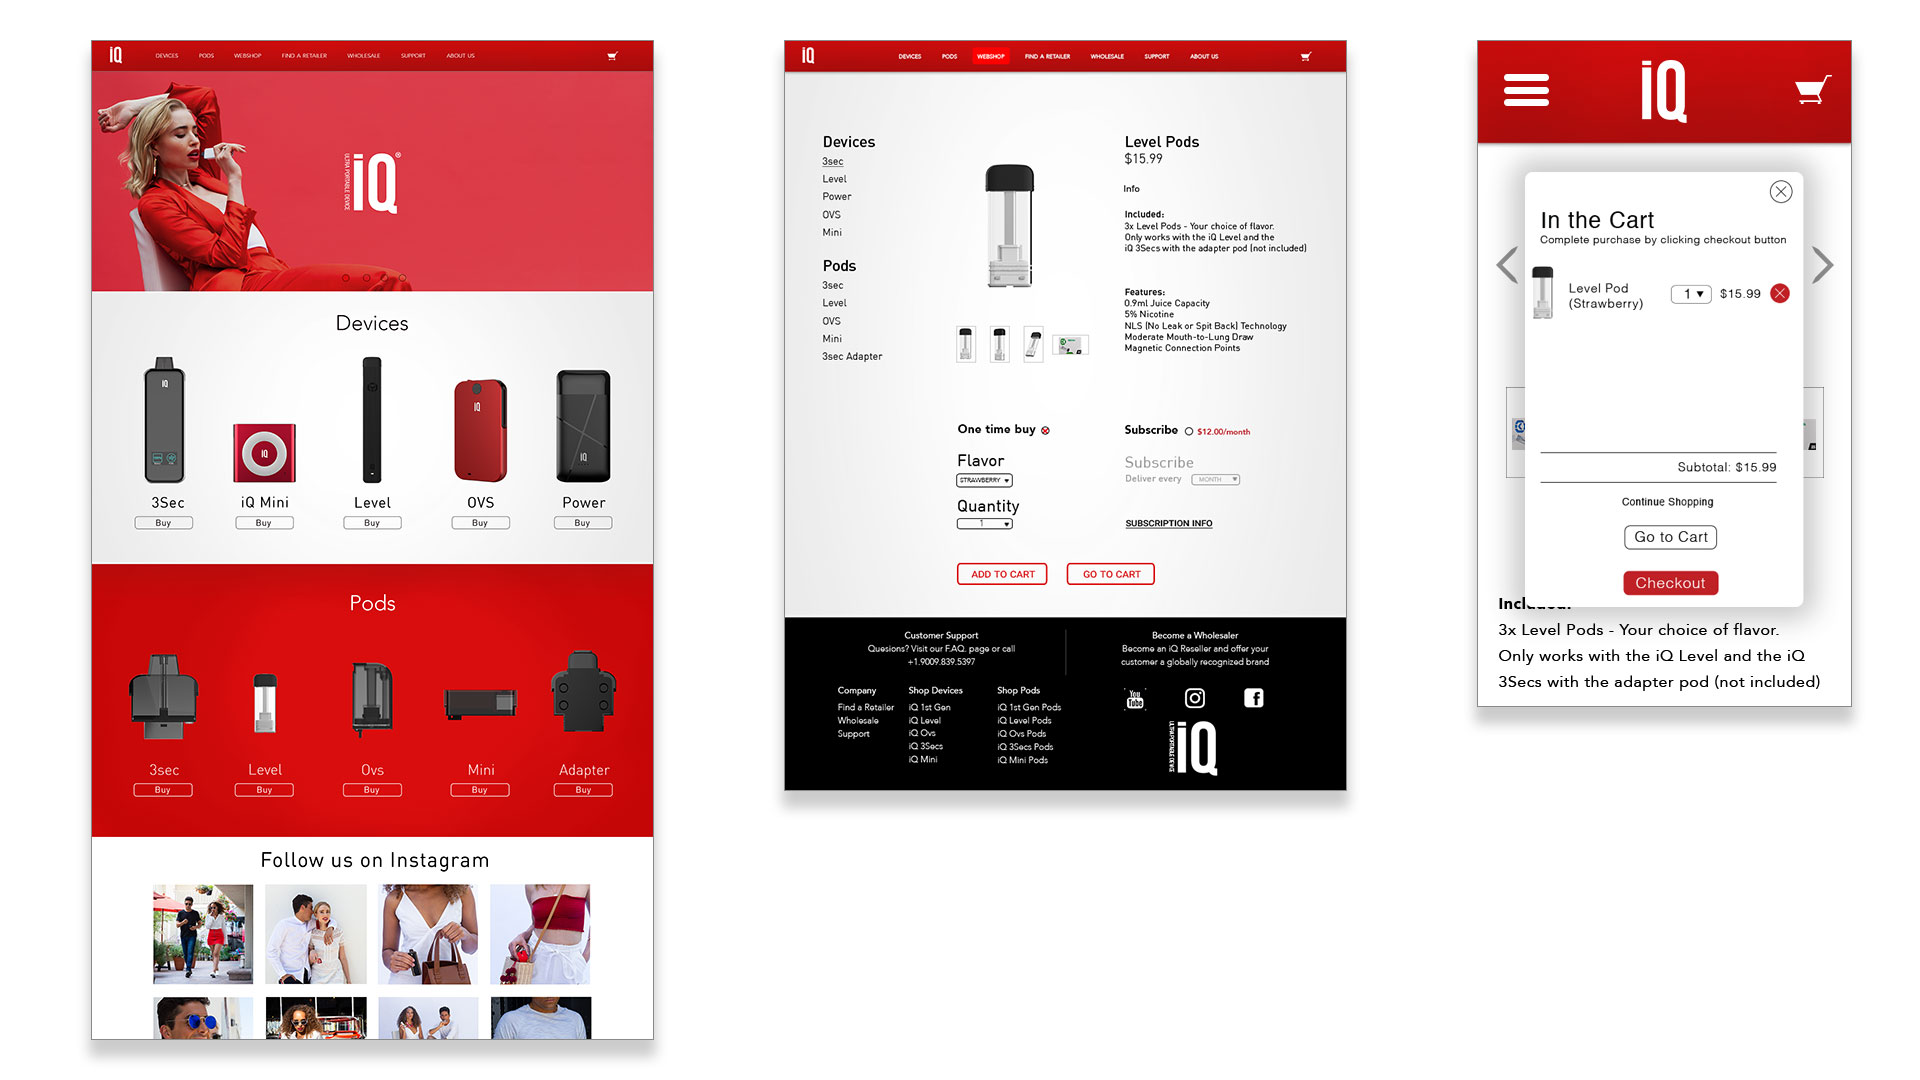 iQ
DEVICES PODS WEBSHOP FIND A RETAILER WHOLESALE SUPPORT ABOUT US
ULTRA PORTABLE DEVICE
iQ®
Devices
iQ
iQ
iQ
iQ
3Sec iQ Mini Level OVS Power
Buy Buy Buy Buy Buy
Pods
3sec Level Ovs Mini Adapter
Buy Buy Buy Buy Buy
Follow us on Instagram
iQ
DEVICES PODS WEBSHOP FIND A RETAILER WHOLESALE SUPPORT ABOUT US
Devices
3sec
Level
Power
OVS
Mini
Pods
3sec
Level
OVS
Mini
3sec Adapter
Level Pods
$15.99
Info
Included:
3x Level Pods - Your choice of flavor.
Only works with the iQ Level and the
iQ 3Secs with the adapter pod (not included)
Features:
0.9ml Juice Capacity
5% Nicotine
NLS (No Leak or Spit Back) Technology
Moderate Mouth-to-Lung Draw
Magnetic Connection Points
One time buy
Flavor
STRAWBERRY
Quantity
1
Subscribe $12.00/month
Subscribe
Deliver every MONTH
SUBSCRIPTION INFO
ADD TO CART GO TO CART
Customer Support
Quesions? Visit our F.A.Q. page or call
+1.9009.839.5397
Become a Wholesaler
Become an iQ Reseller and offer your
customer a globally recognized brand
Company
Find a Retailer
Wholesale
Support
Shop Devices
iQ 1st Gen
iQ Level
iQ Ovs
iQ 3Secs
iQ Mini
Shop Pods
iQ 1st Gen Pods
iQ Level Pods
iQ Ovs Pods
iQ 3Secs Pods
iQ Mini Pods
You
Tube
ULTRA PORTABLE DEVICE
iQ
iQ
In the Cart
Complete purchase by clicking checkout button
Level Pod
(Strawberry)
1 $15.99
Subtotal: $15.99
Continue Shopping
Go to Cart
Checkout
Included:
3x Level Pods - Your choice of flavor.
Only works with the iQ Level and the iQ
3Secs with the adapter pod (not included)